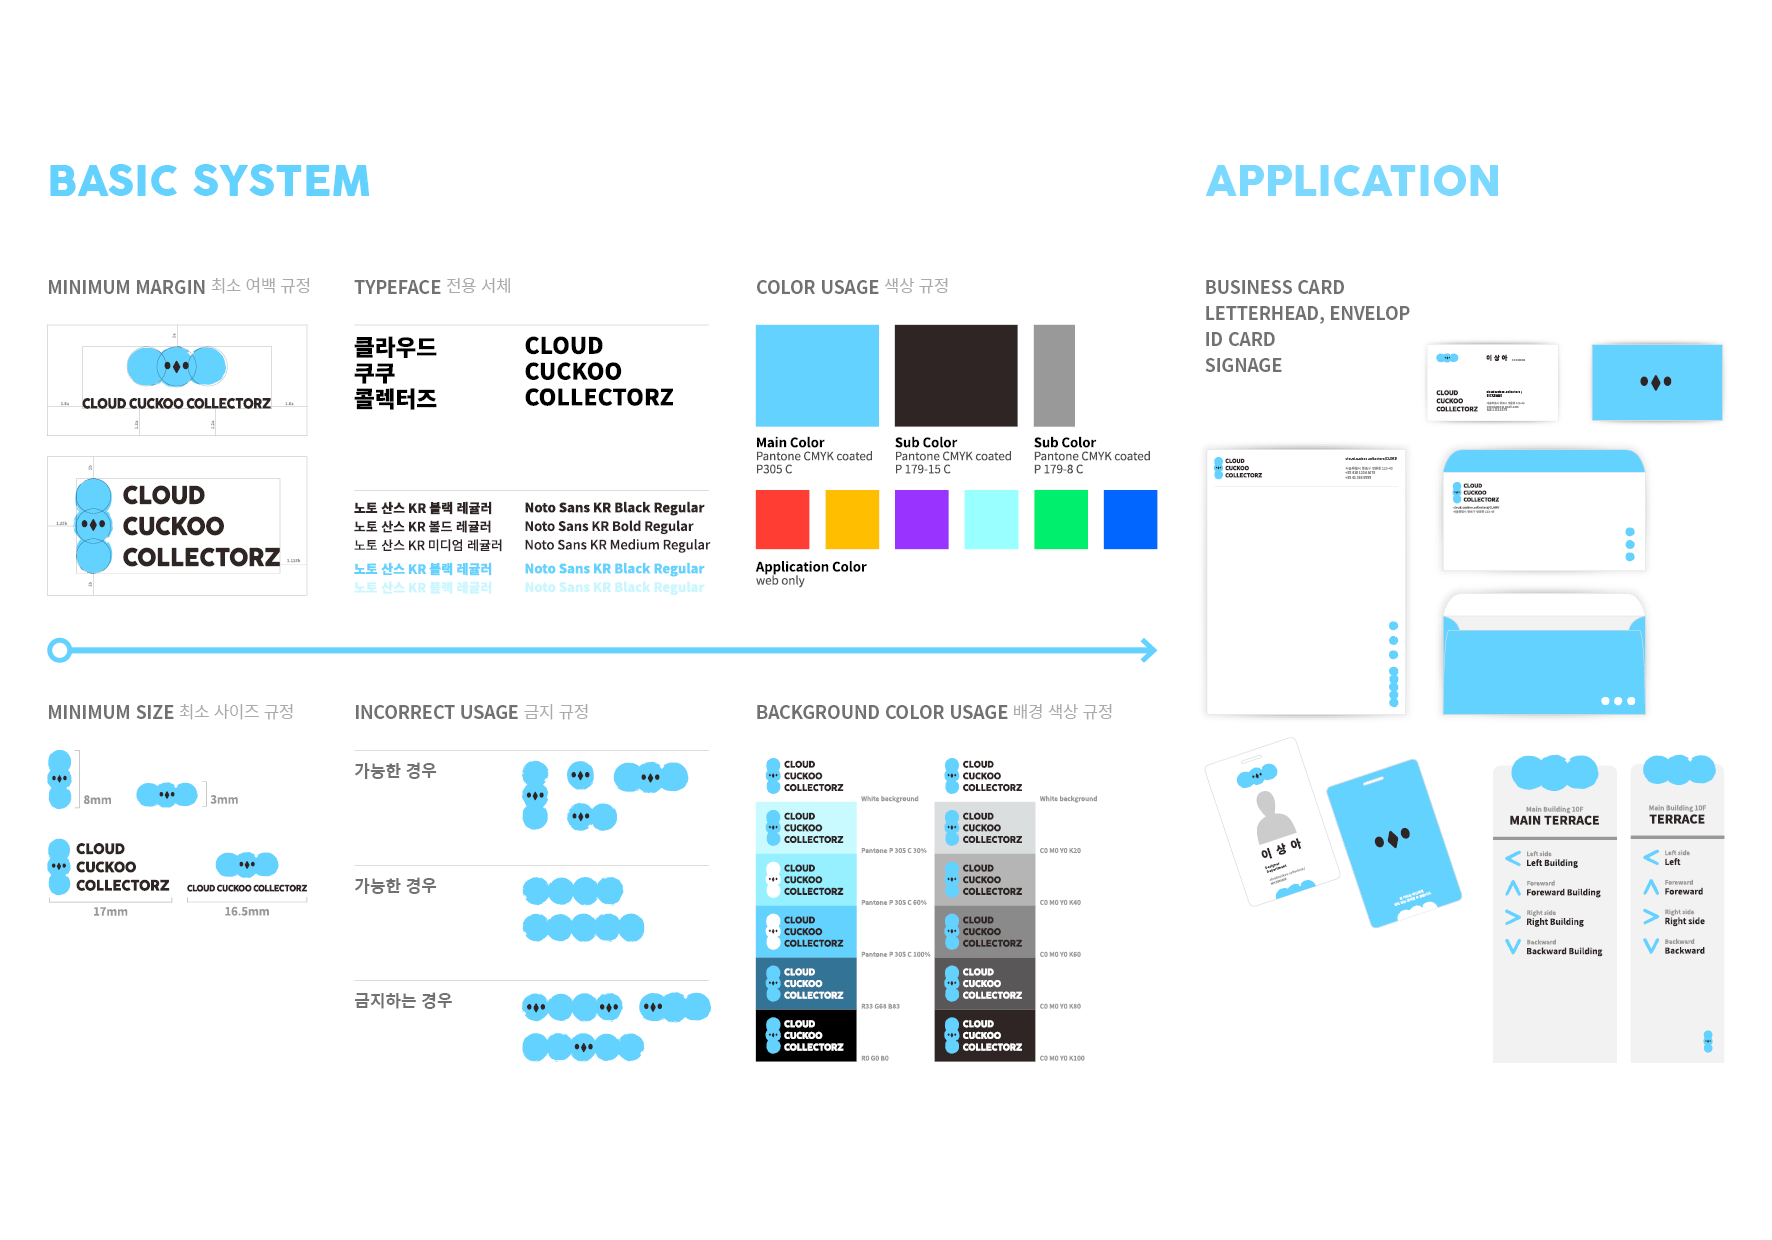 BASIC SYSTEM
MINIMUM MARGIN 최소 여백 규정
CLOUD CUCKOO COLLECTORZ
CLOUD
CUCKOO
COLLECTORZ
TYPEFACE 전용 서체
클라우드
쿠쿠
콜렉터즈
CLOUD
CUCKOO
COLLECTORZ
노토 산스 KR 블랙 레귤러
노토 산스 KR 볼드 레귤러
노토 산스 KR 미디엄 레귤러
노토 산스 KR 블랙 레귤러
노토 산스 KR 블랙 레귤러
Noto Sans KR Black Regular
Noto Sans KR Bold Regular
Noto Sans KR Medium Regular
Noto Sans KR Black Regular
Noto Sans KR Black Regular
COLOR USAGE 색상 규정
Main Color
Pantone CMYK coated
P305 C
Sub Color
Pantone CMYK coated
P 179-15 C
Sub Color
Pantone CMYK coated
P 179-8 C
Application Color
web only
MINIMUM SIZE 최소 사이즈 규정
8mm
3mm
CLOUD
CUCKOO
COLLECTORZ
17mm
CLOUD CUCKOO COLLECTORZ
16.5mm
INCORRECT USAGE 금지 규정
가능한 경우
가능한 경우
금지하는 경우
BACKGROUND COLOR USAGE 배경 색상 규정
CLOUD
CUCKOO
COLLECTORZ
White background
CLOUD
CUCKOO
COLLECTORZ
Pantone P 305 C 30%
CLOUD
CUCKOO
COLLECTORZ
Pantone P 305 C 60%
CLOUD
CUCKOO
COLLECTORZ
Pantone P 305 C 100%
CLOUD
CUCKOO
COLLECTORZ
R33 G68 B83
CLOUD
CUCKOO
COLLECTORZ
R0 G0 B0
CLOUD
CUCKOO
COLLECTORZ
White background
CLOUD
CUCKOO
COLLECTORZ
C0 M0 Y0 K20
CLOUD
CUCKOO
COLLECTORZ
C0 M0 Y0 K40
CLOUD
CUCKOO
COLLECTORZ
C0 M0 Y0 K60
CLOUD
CUCKOO
COLLECTORZ
C0 M0 Y0 K80
CLOUD
CUCKOO
COLLECTORZ
C0 M0 Y0 K100
APPLICATION
BUSINESS CARD
LETTERHEAD, ENVELOP
ID CARD
SIGNAGE
이 상 아
CLOUD
CUCKOO
COLLECTORZ
CLOUD
CUCKOO
COLLECTORZ
CLOUD
CUCKOO
COLLECTORZ
이 상 아
Main Building 10F
MAIN TERRACE
Left side
Left Building
Foreward
Foreward Building
Right side
Right Building
Backward
Backward Building
Main Building 10F
TERRACE
Left side
Left
Foreward
Foreward
Right side
Right side
Backward
Backward